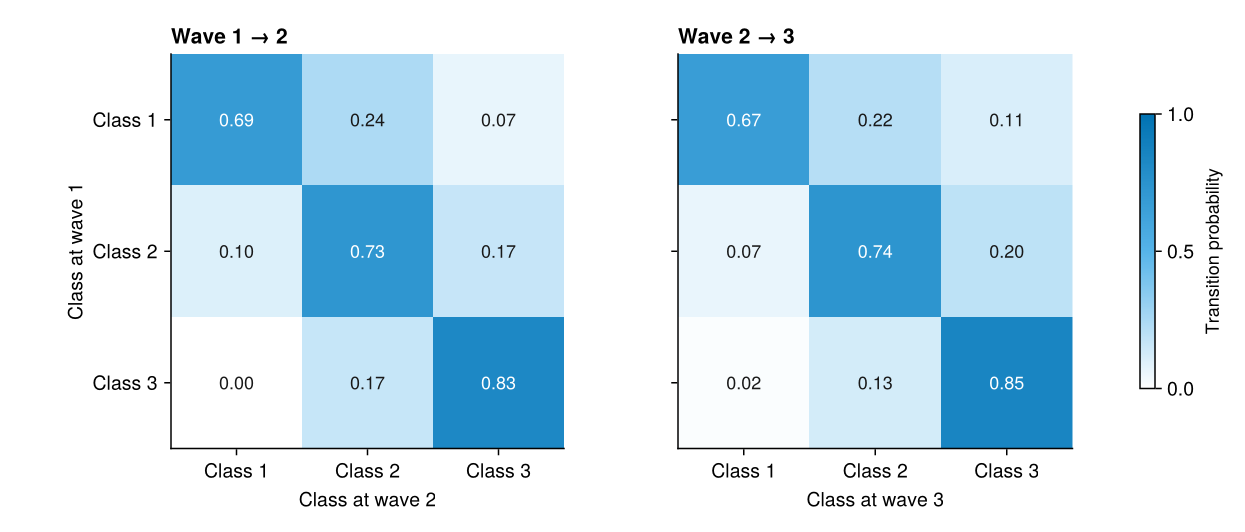 Wave 1 → 2
Wave 2 → 3
Class at wave 1
Class 1
Class 2
Class 3
0.69 0.24 0.07
0.10 0.73 0.17
0.00 0.17 0.83
Class 1 Class 2 Class 3
Class at wave 2
0.67 0.22 0.11
0.07 0.74 0.20
0.02 0.13 0.85
Class 1 Class 2 Class 3
Class at wave 3
1.0
0.5
0.0
Transition probability